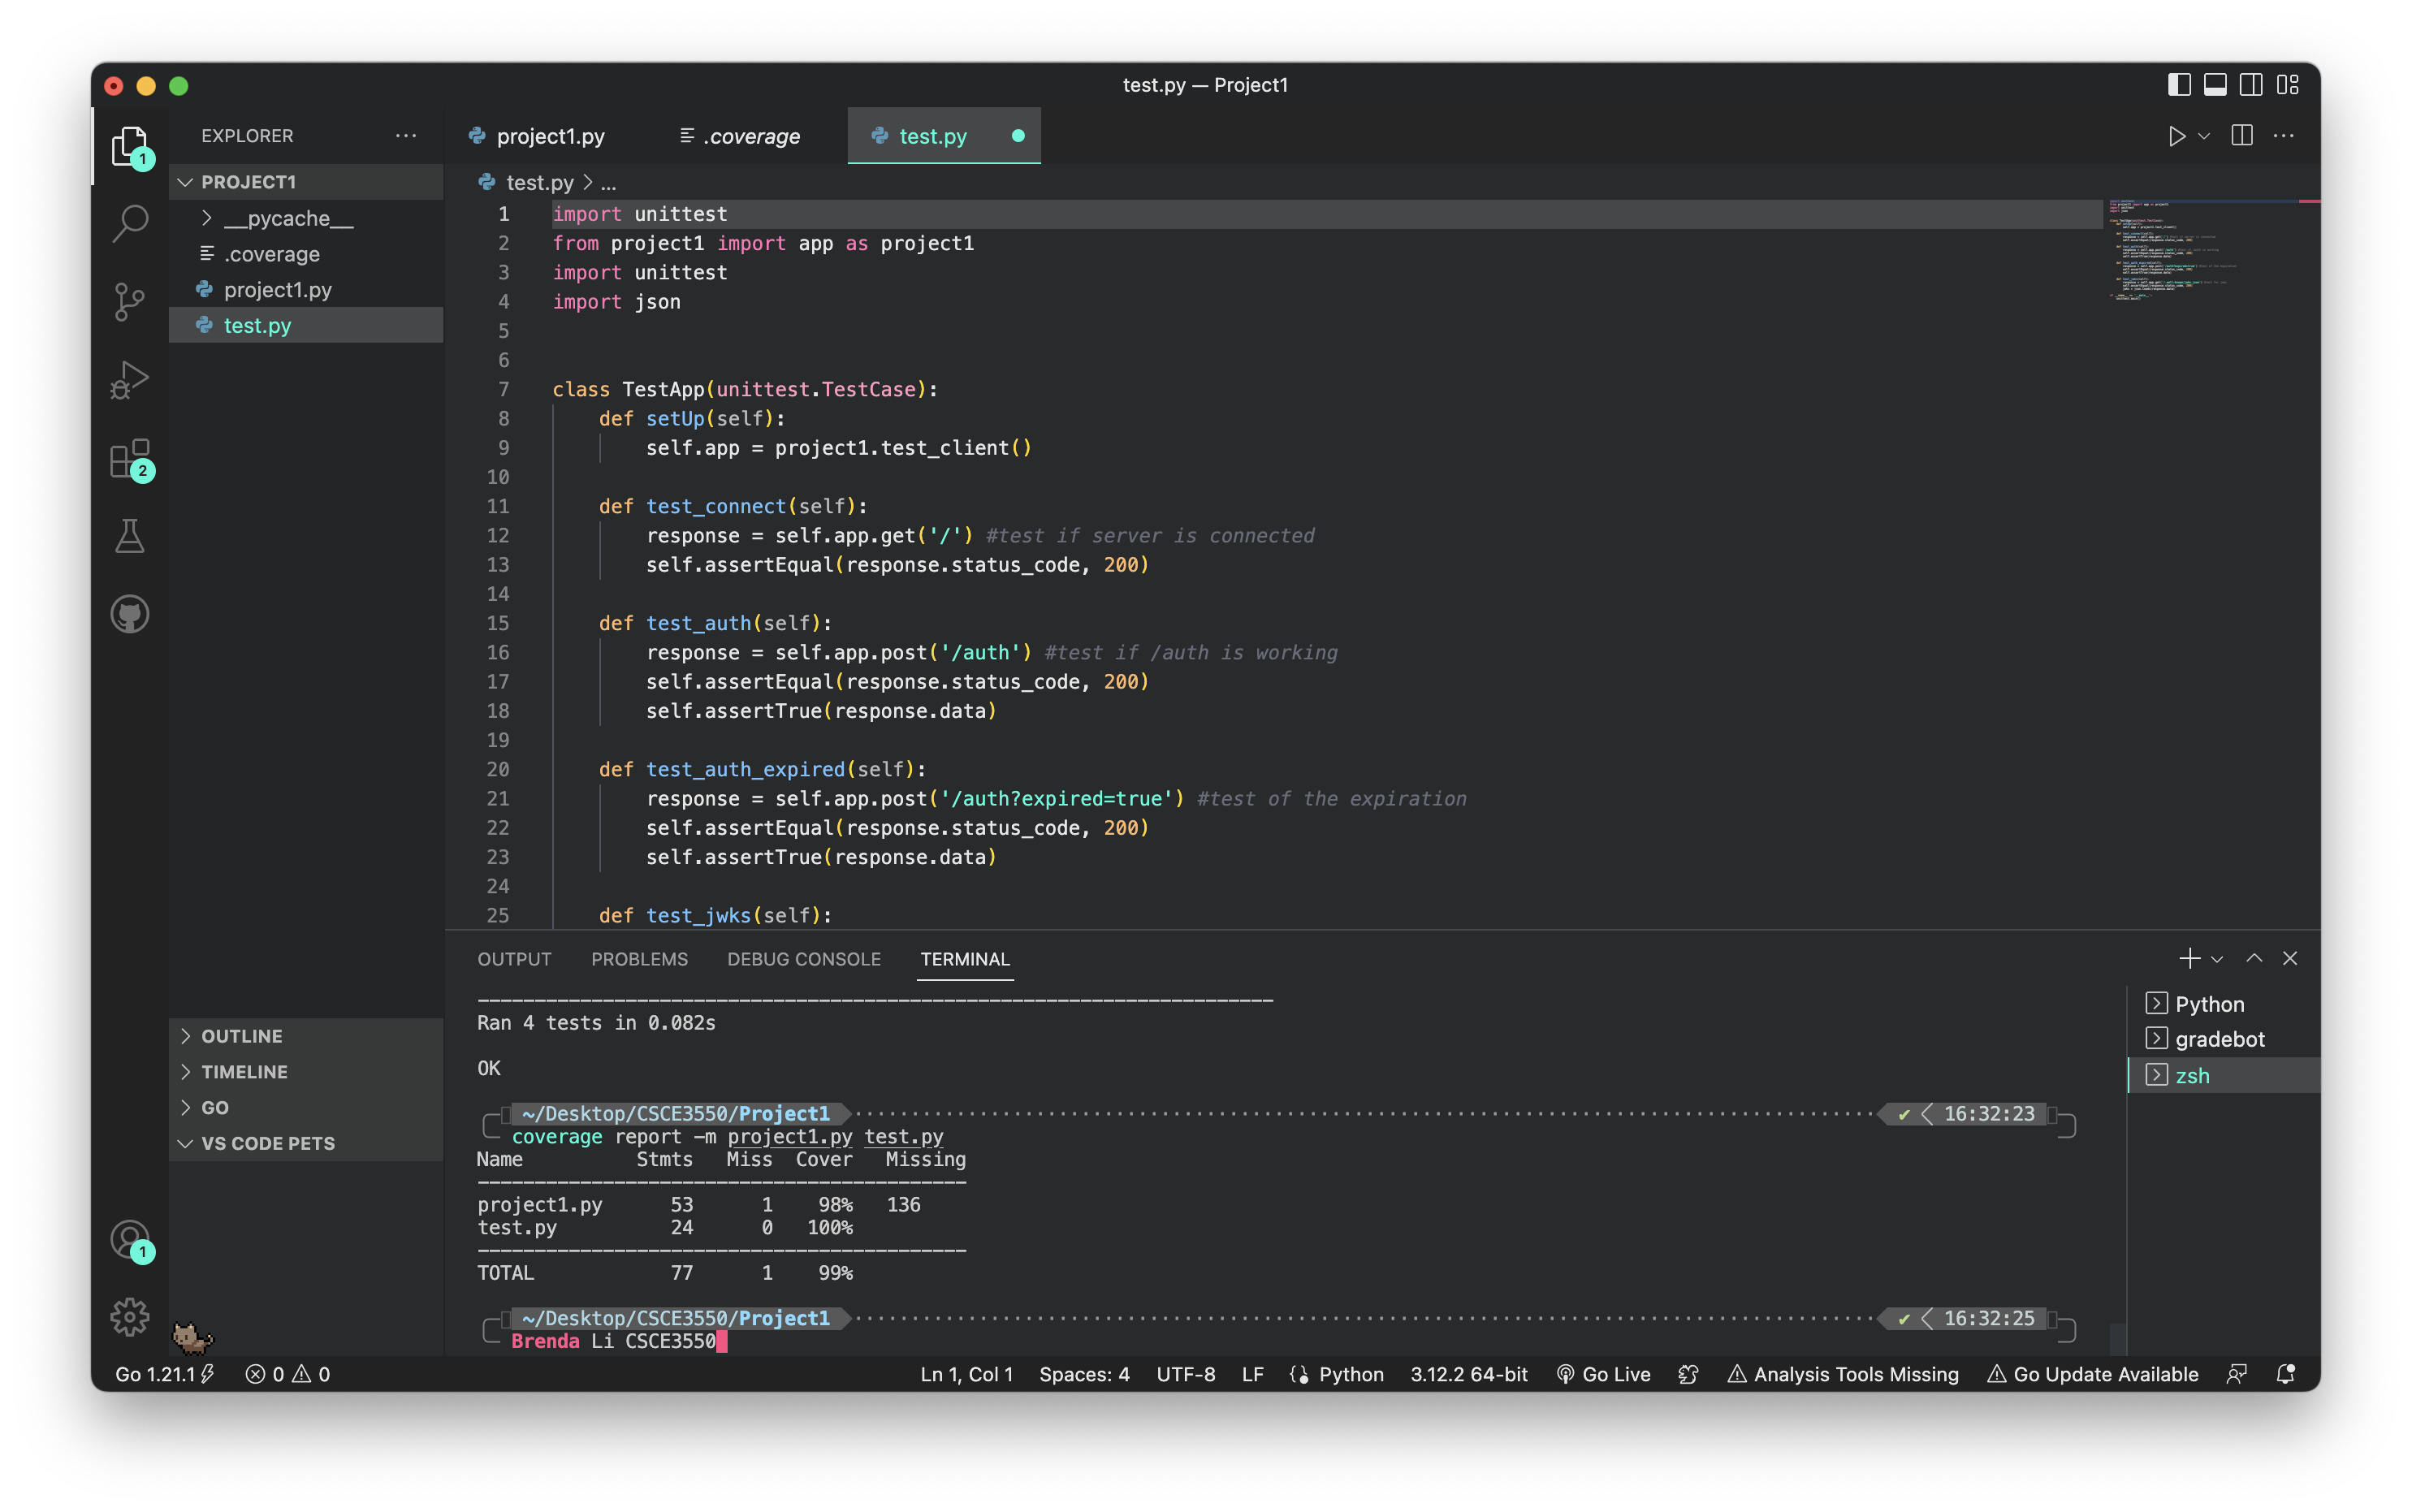 test.py — Project1
EXPLORER
project1.py
.coverage
test.py
1
2
1
PROJECT1
__pycache__
.coverage
project1.py
test.py
OUTLINE
TIMELINE
GO
VS CODE PETS
test.py > ...
1 import unittest
2 from project1 import app as project1
3 import unittest
4 import json
5
6
7 class TestApp(unittest.TestCase):
8     def setUp(self):
9         self.app = project1.test_client()
10
11     def test_connect(self):
12         response = self.app.get('/') #test if server is connected
13         self.assertEqual(response.status_code, 200)
14
15     def test_auth(self):
16         response = self.app.post('/auth') #test if /auth is working
17         self.assertEqual(response.status_code, 200)
18         self.assertTrue(response.data)
19
20     def test_auth_expired(self):
21         response = self.app.post('/auth?expired=true') #test of the expiration
22         self.assertEqual(response.status_code, 200)
23         self.assertTrue(response.data)
24
25     def test_jwks(self):
OUTPUT PROBLEMS DEBUG CONSOLE TERMINAL
----------------------------------------------------------------------
Ran 4 tests in 0.082s
OK
~/Desktop/CSCE3550/Project1 ✔ 16:32:23
coverage report -m project1.py test.py
Name Stmts Miss Cover Missing
-------------------------------------------
project1.py 53 1 98% 136
test.py 24 0 100%
-------------------------------------------
TOTAL 77 1 99%
~/Desktop/CSCE3550/Project1 ✔ 16:32:25
Brenda Li CSCE3550
Python
gradebot
zsh
Go 1.21.1 0 0 Ln 1, Col 1 Spaces: 4 UTF-8 LF Python 3.12.2 64-bit Go Live Analysis Tools Missing Go Update Available